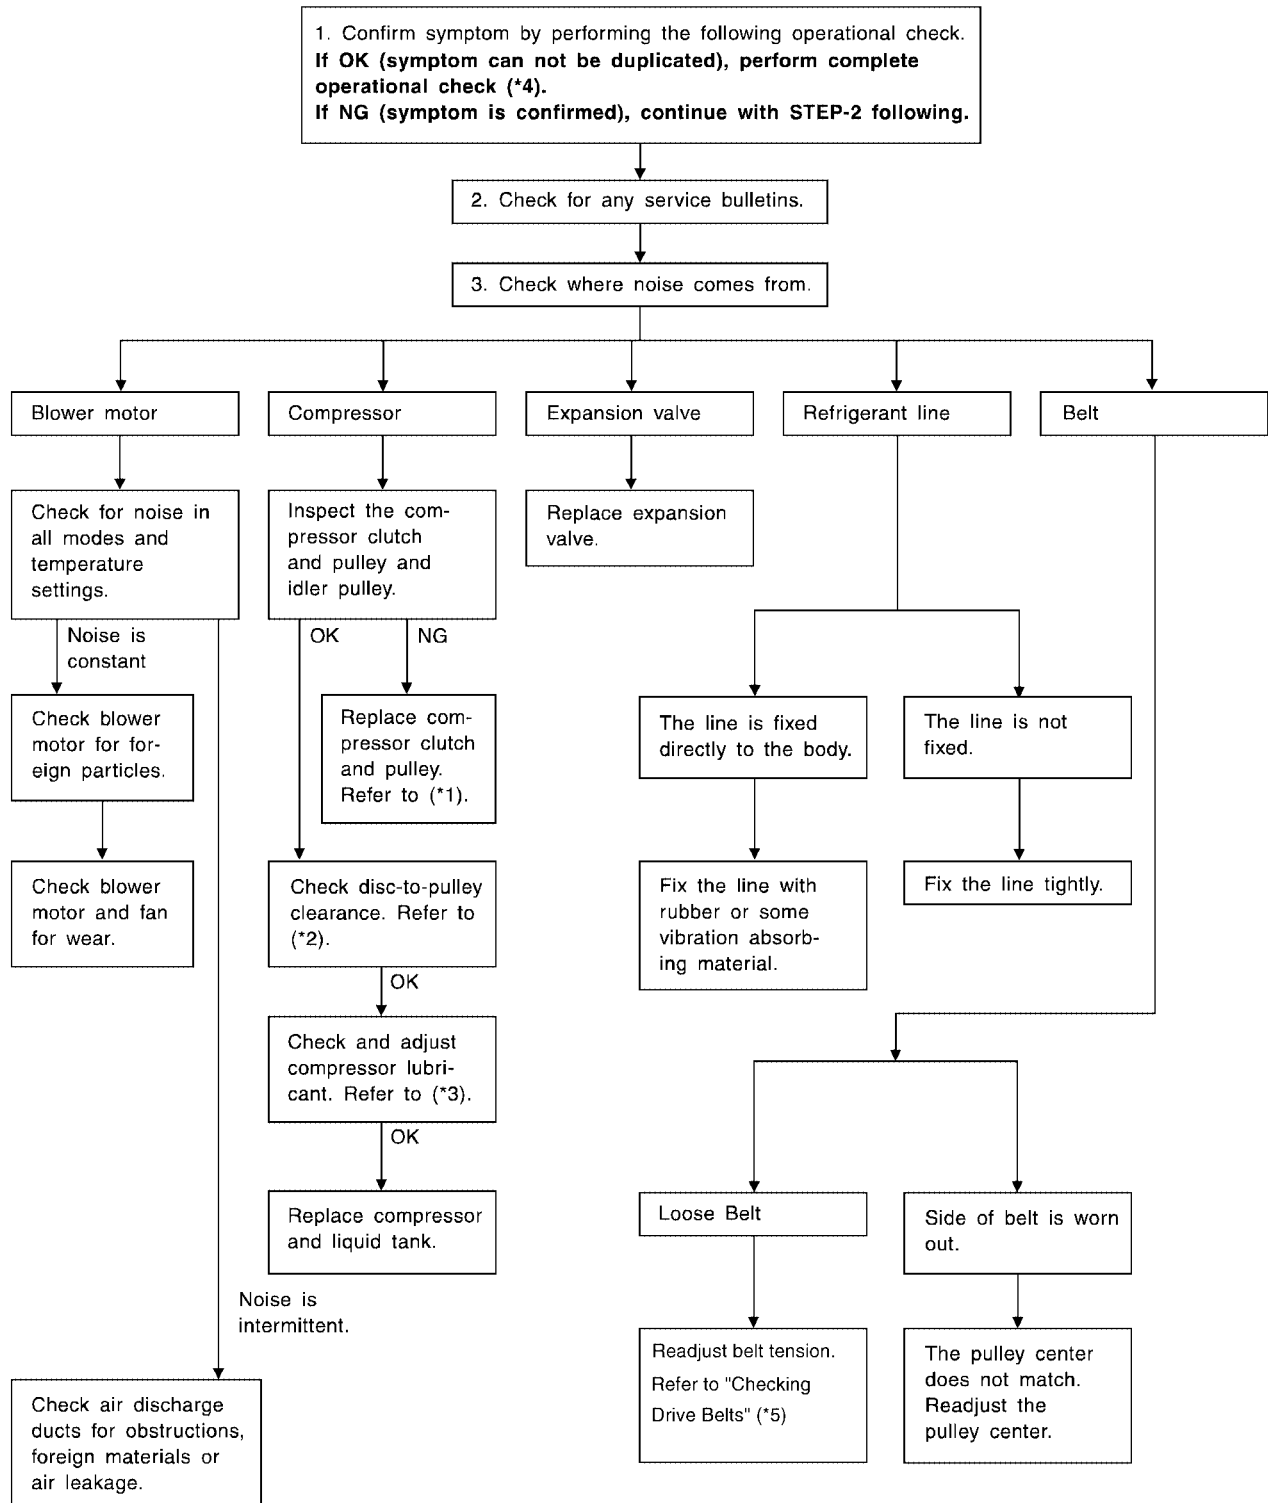 1. Confirm symptom by performing the following operational check.
If OK (symptom can not be duplicated), perform complete
operational check (*4).
If NG (symptom is confirmed), continue with STEP-2 following.
2. Check for any service bulletins.
3. Check where noise comes from.
Blower motor
Compressor
Expansion valve
Refrigerant line
Belt
Check for noise in
all modes and
temperature
settings.
Inspect the com-
pressor clutch
and pulley and
idler pulley.
Replace expansion
valve.
Noise is
constant
OK
NG
Check blower
motor for for-
eign particles.
Replace com-
pressor clutch
and pulley.
Refer to (*1).
The line is fixed
directly to the body.
The line is not
fixed.
Check blower
motor and fan
for wear.
Check disc-to-pulley
clearance. Refer to
(*2).
Fix the line with
rubber or some
vibration absorb-
ing material.
Fix the line tightly.
OK
Check and adjust
compressor lubri-
cant. Refer to (*3).
OK
Replace compressor
and liquid tank.
Loose Belt
Side of belt is worn
out.
Noise is
intermittent.
Readjust belt tension.
Refer to "Checking
Drive Belts" (*5)
The pulley center
does not match.
Readjust the
pulley center.
Check air discharge
ducts for obstructions,
foreign materials or
air leakage.